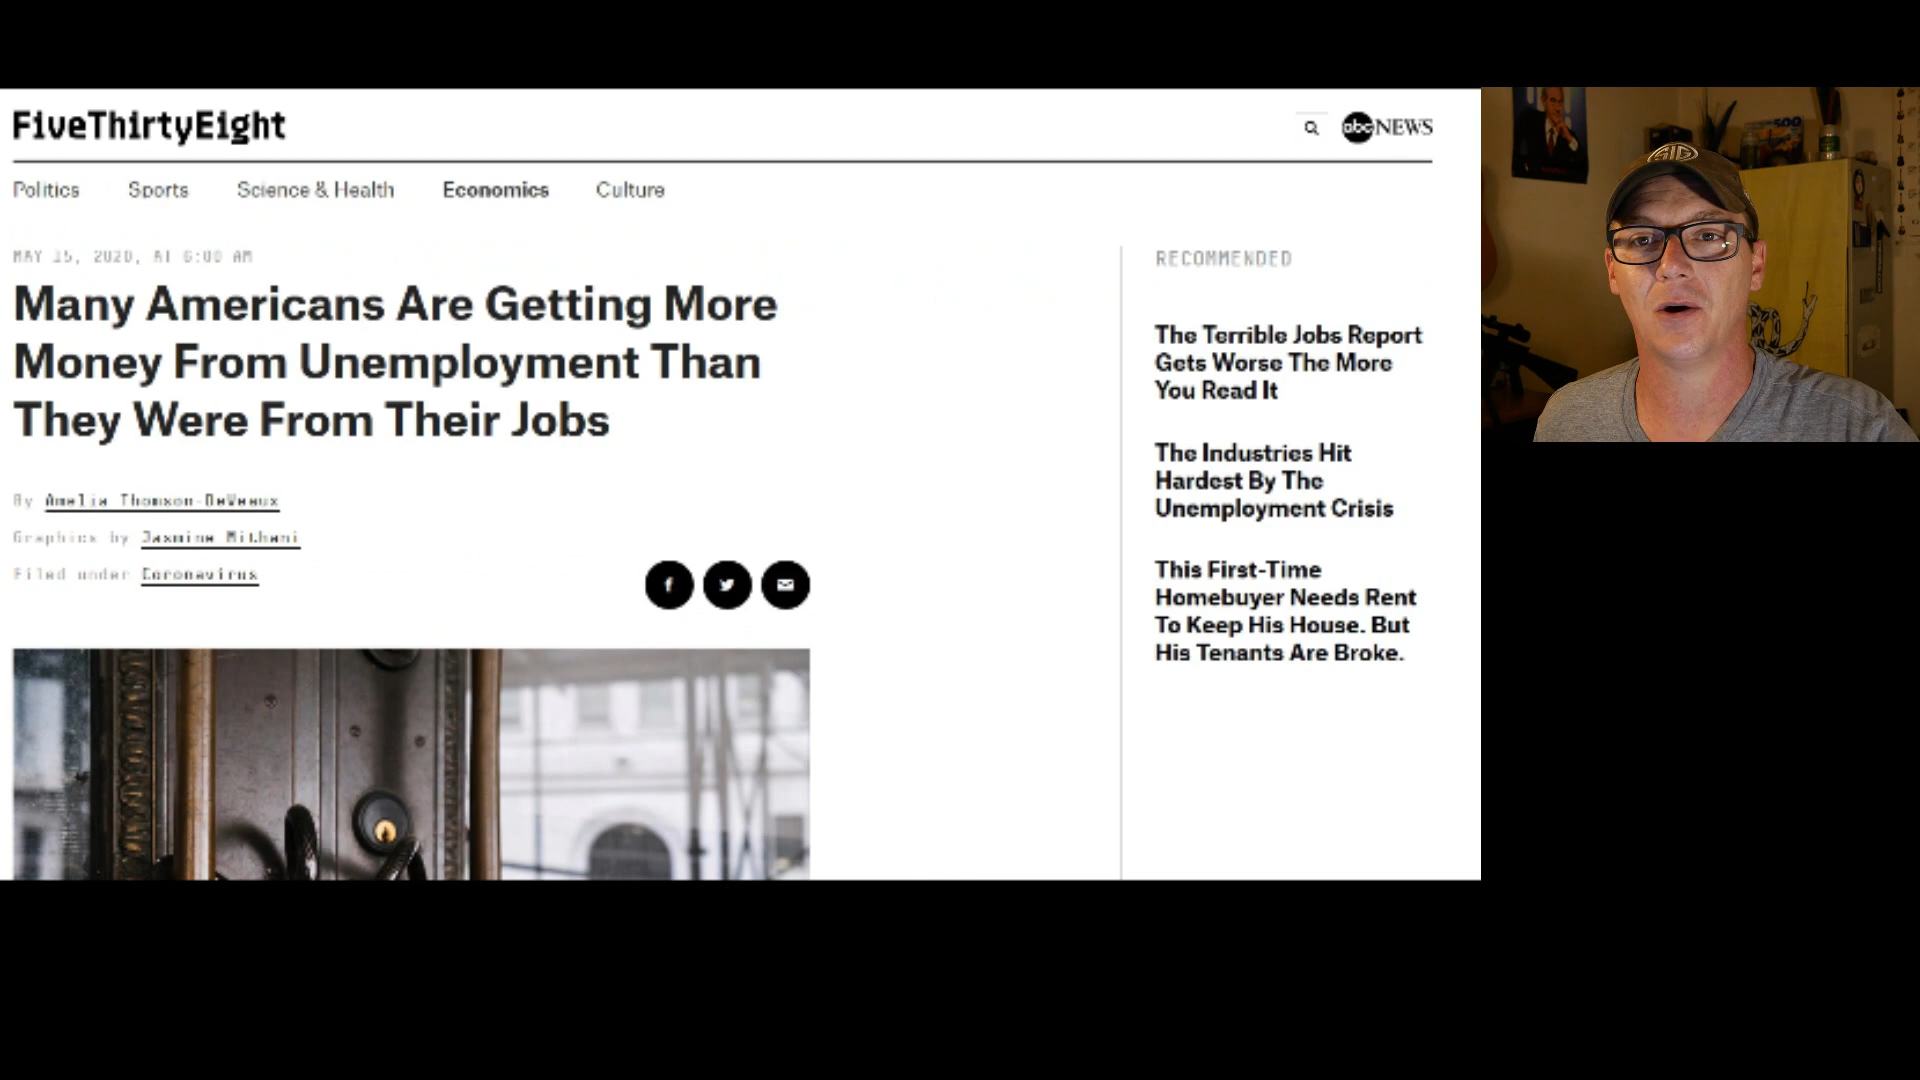 FiveThirtyEight
abc NEWS
Politics Sports Science & Health Economics Culture
MAY 15, 2020, AT 6:00 AM
Many Americans Are Getting More
Money From Unemployment Than
They Were From Their Jobs
By Amelia Thomson-DeVeaux
Graphics by Jasmine Mithani
Filed under Coronavirus
RECOMMENDED
The Terrible Jobs Report
Gets Worse The More
You Read It
The Industries Hit
Hardest By The
Unemployment Crisis
This First-Time
Homebuyer Needs Rent
To Keep His House. But
His Tenants Are Broke.
SIG
500